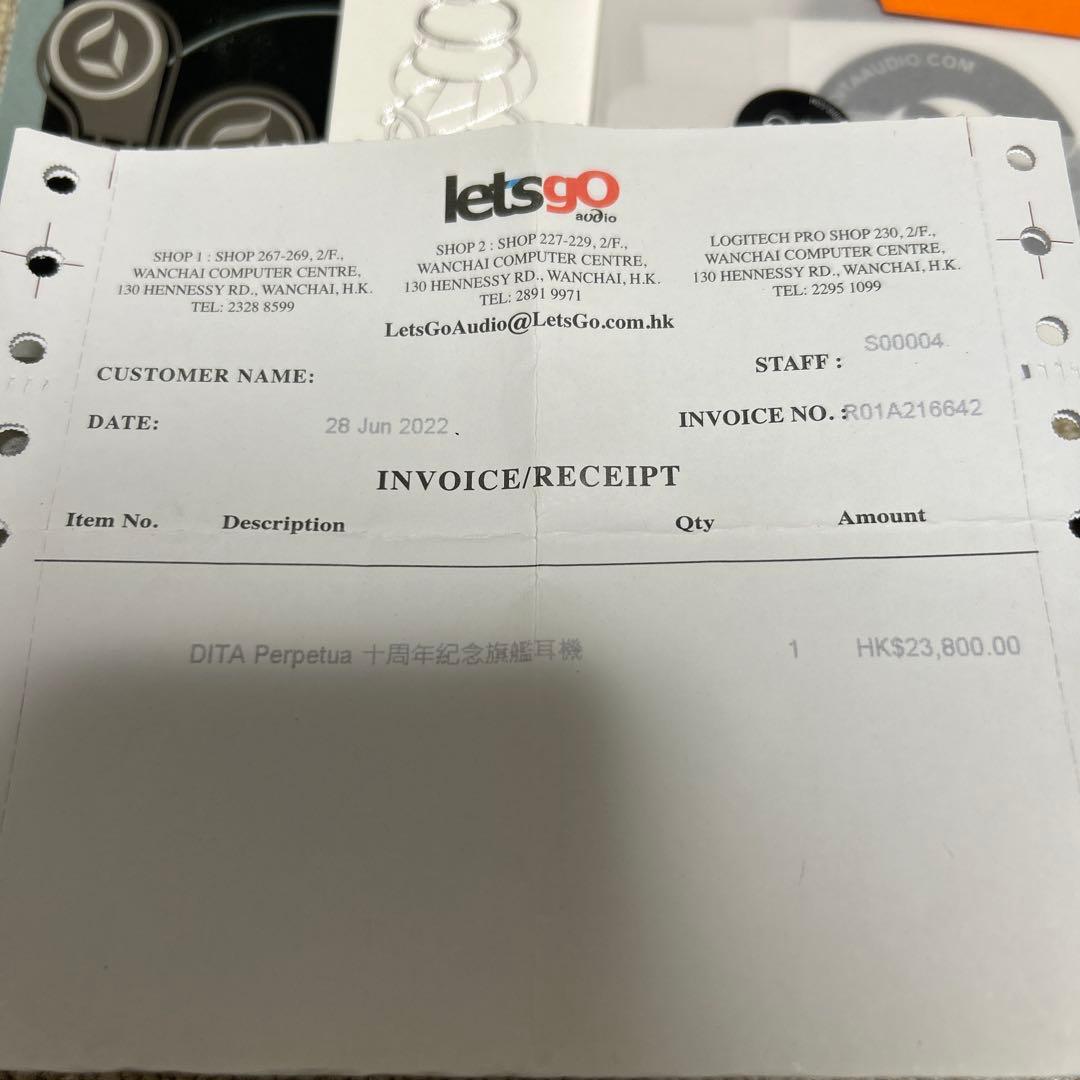 ITAAUDIO.COM
letsgo
audio
SHOP 1 : SHOP 267-269, 2/F.,
WANCHAI COMPUTER CENTRE,
130 HENNESSY RD., WANCHAI, H.K.
TEL: 2328 8599
SHOP 2 : SHOP 227-229, 2/F.,
WANCHAI COMPUTER CENTRE,
130 HENNESSY RD., WANCHAI, H.K.
TEL: 2891 9971
LOGITECH PRO SHOP 230, 2/F.,
WANCHAI COMPUTER CENTRE,
130 HENNESSY RD., WANCHAI, H.K.
TEL: 2295 1099
LetsGoAudio@LetsGo.com.hk
CUSTOMER NAME:
STAFF : S00004
DATE: 28 Jun 2022
INVOICE NO. :R01A216642
INVOICE/RECEIPT
Item No. Description Qty Amount
DITA Perpetua 十周年紀念旗艦耳機 1 HK$23,800.00